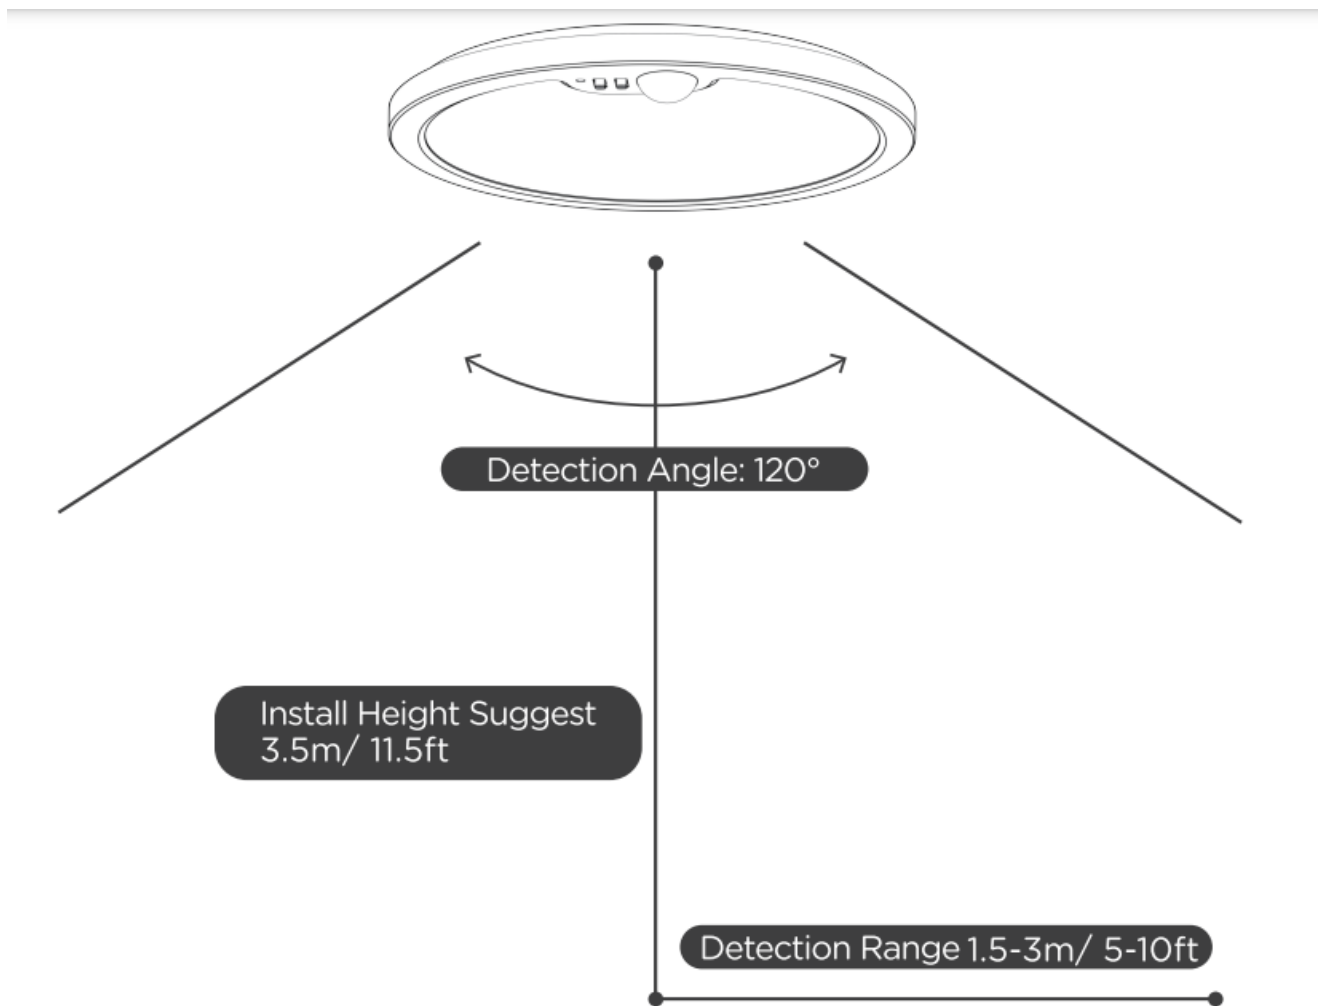 Detection Angle: 120°
Install Height Suggest
3.5m/ 11.5ft
Detection Range 1.5-3m/ 5-10ft